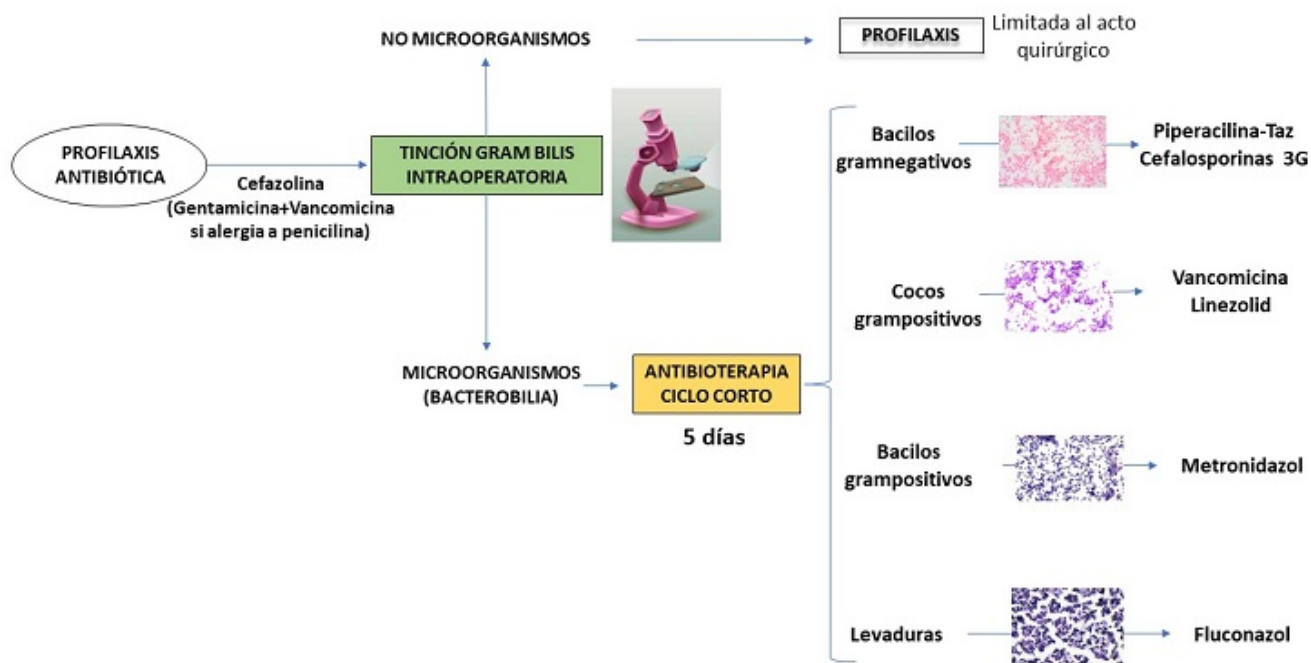 NO MICROORGANISMOS
PROFILAXIS
Limitada al acto
quirúrgico
PROFILAXIS
ANTIBIÓTICA
Cefazolina
(Gentamicina+Vancomicina
si alergia a penicilina)
TINCIÓN GRAM BILIS
INTRAOPERATORIA
MICROORGANISMOS
(BACTEROBILIA)
ANTIBIOTERAPIA
CICLO CORTO
5 días
Bacilos
gramnegativos
Piperacilina-Taz
Cefalosporinas 3G
Cocos
grampositivos
Vancomicina
Linezolid
Bacilos
grampositivos
Metronidazol
Levaduras
Fluconazol